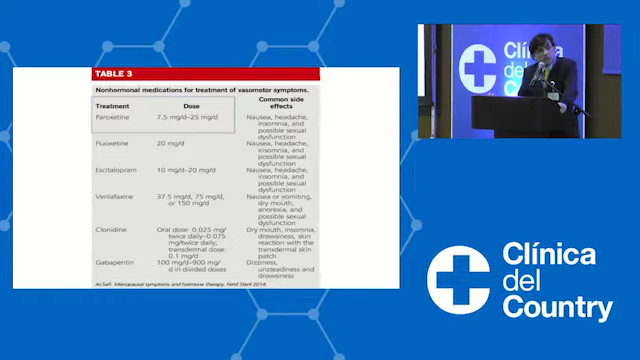 TABLE 3
Nonhormonal medications for treatment of vasomotor symptoms.
Treatment Dose Common side effects
Paroxetine 7.5 mg/d–25 mg/d Nausea, headache, insomnia, and possible sexual dysfunction
Fluoxetine 20 mg/d Nausea, headache, insomnia, and possible sexual dysfunction
Escitalopram 10 mg/d–20 mg/d Nausea, headache, insomnia, and possible sexual dysfunction
Venlafaxine 37.5 mg/d, 75 mg/d, or 150 mg/d Nausea or vomiting, dry mouth, anorexia, and possible sexual dysfunction
Clonidine Oral dose: 0.025 mg/twice daily–0.075 mg/twice daily, transdermal dose: 0.1 mg/d Dry mouth, insomnia, drowsiness, skin reaction with the transdermal skin patch
Gabapentin 100 mg/d–900 mg/d in divided doses Dizziness, unsteadiness and drowsiness
Al-Safi. Menopausal symptoms and hormone therapy. Fertil Steril 2014.
Clínica
del
Country
Clínica
del
Country